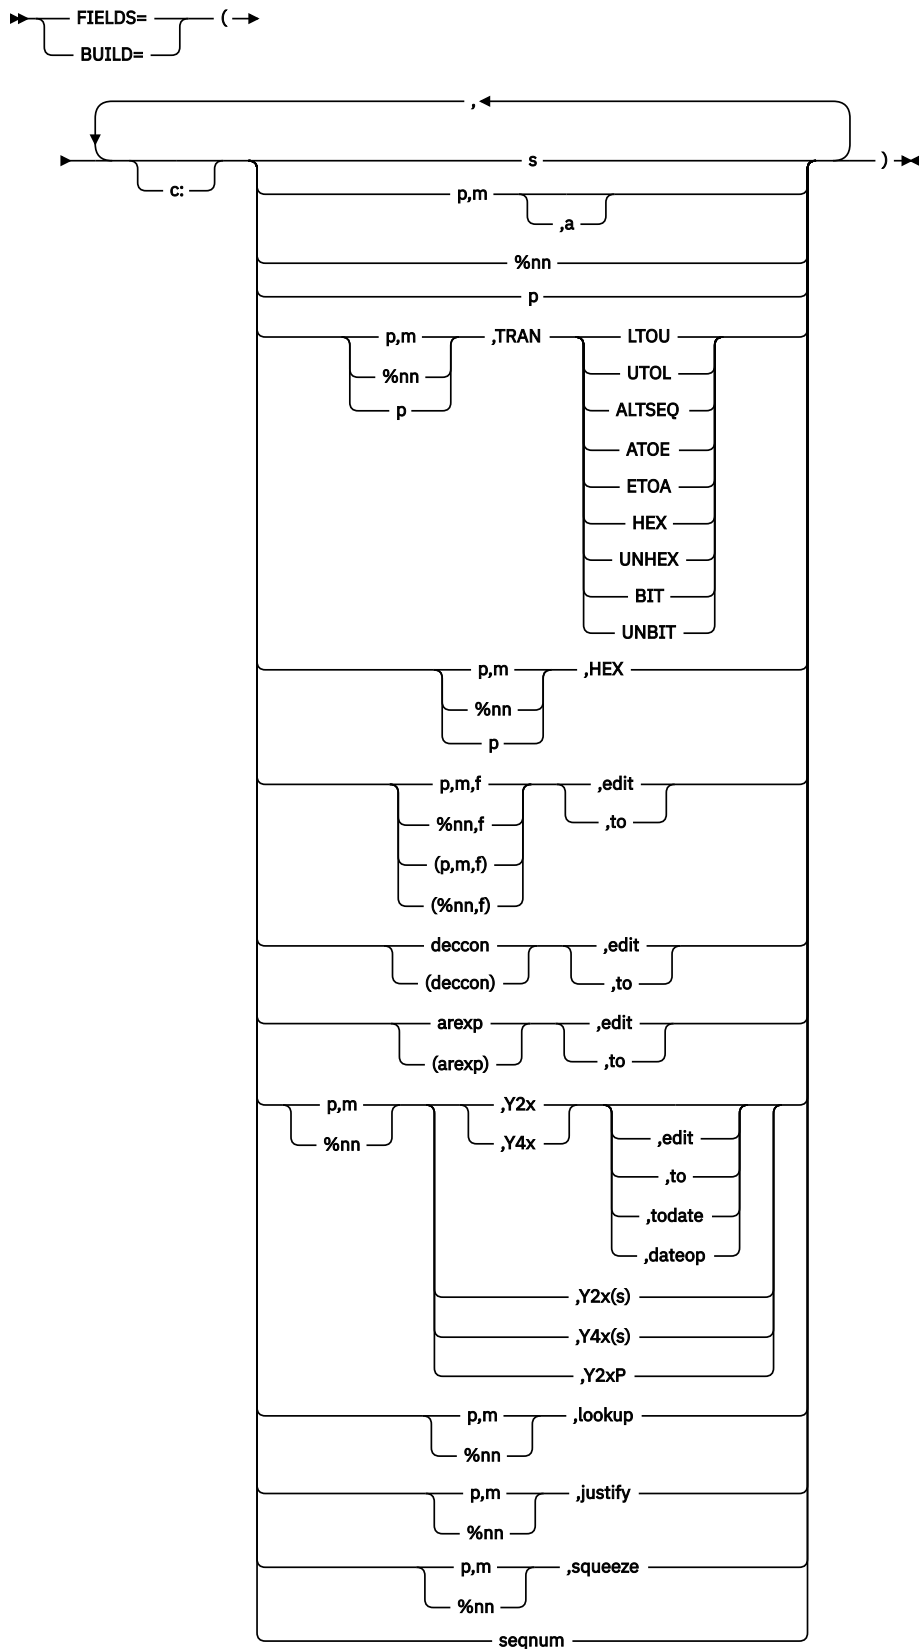 FIELDS= (
BUILD=
,
s )
c:
p,m
,a
%nn
p
p,m ,TRAN LTOU
UTOL
%nn
p
ALTSEQ
ATOE
ETOA
HEX
UNHEX
BIT
UNBIT
p,m ,HEX
%nn
p
p,m,f ,edit
%nn,f ,to
(p,m,f)
(%nn,f)
deccon ,edit
(deccon) ,to
arexp ,edit
(arexp) ,to
p,m ,Y2x
%nn ,Y4x ,edit
,to
,todate
,dateop
,Y2x(s)
,Y4x(s)
,Y2xP
p,m ,lookup
%nn
p,m ,justify
%nn
p,m ,squeeze
%nn
seqnum